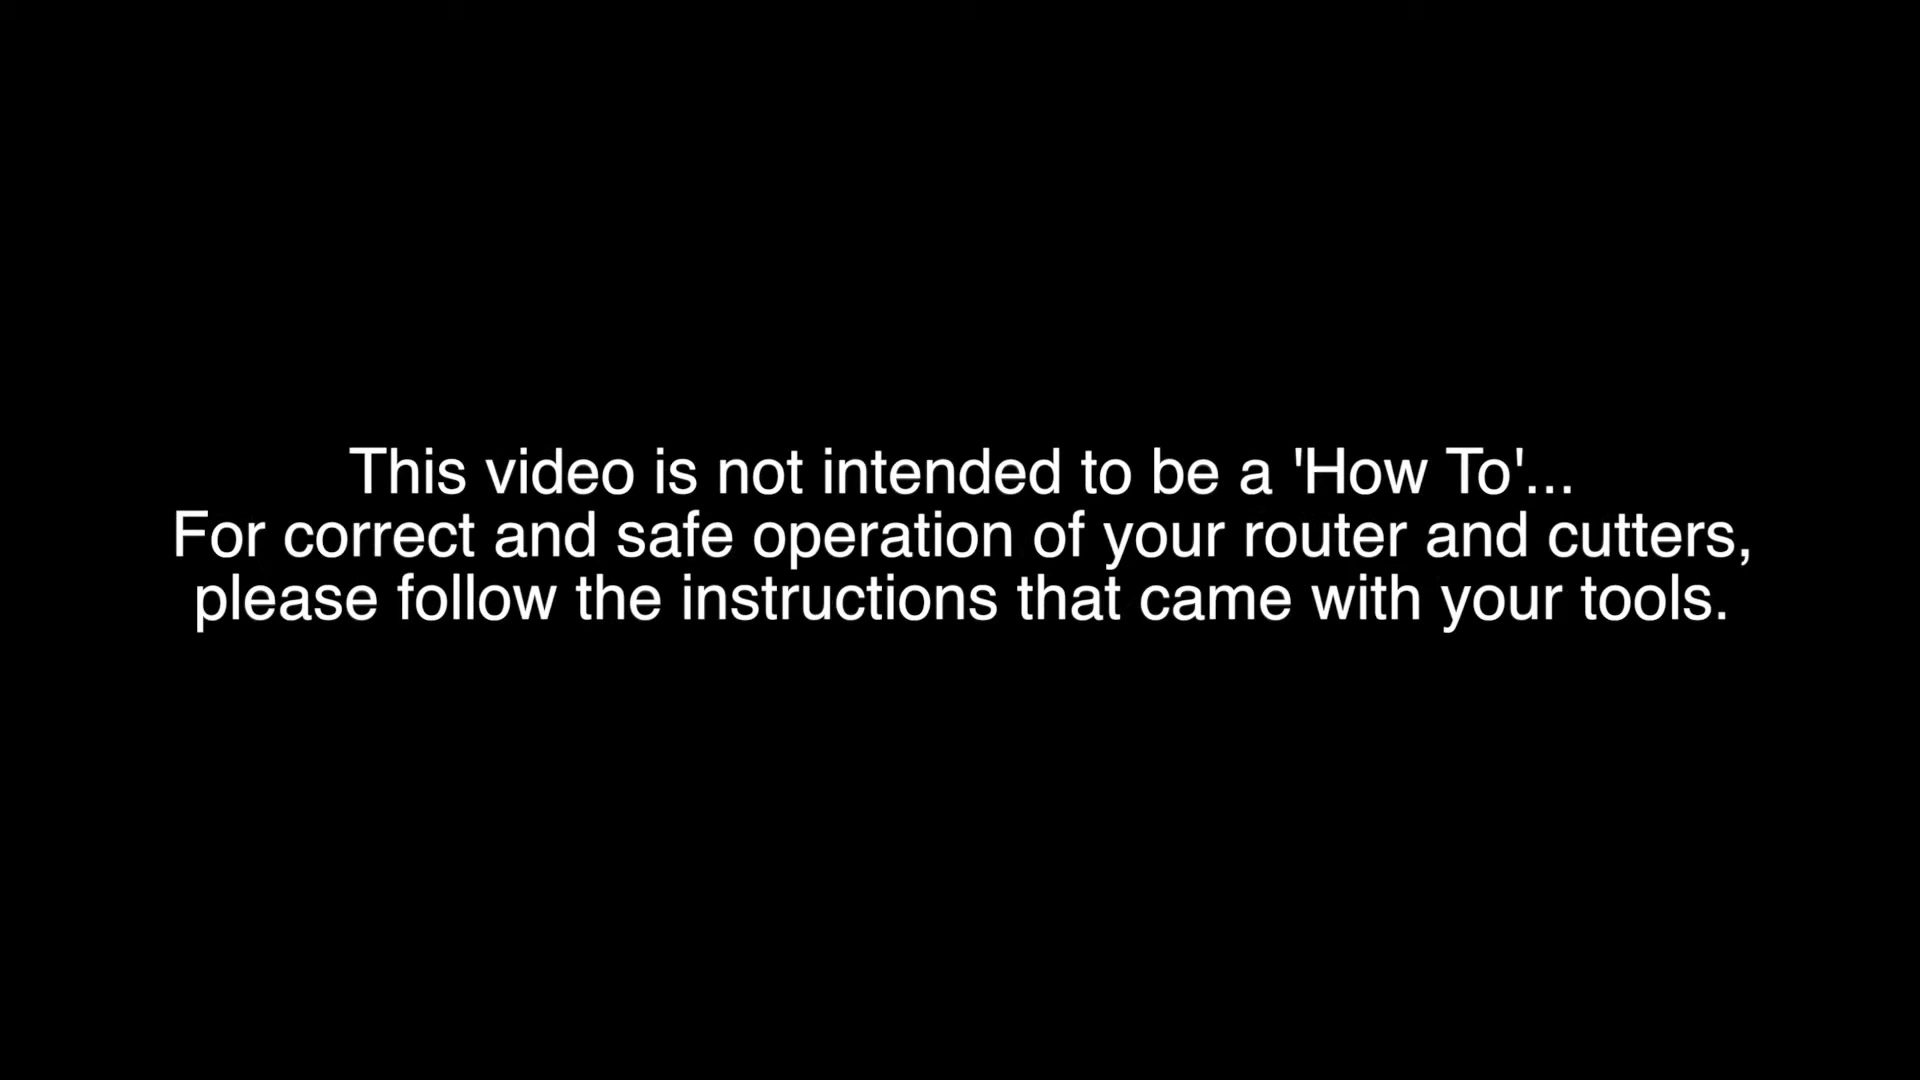 This video is not intended to be a 'How To'...
For correct and safe operation of your router and cutters,
please follow the instructions that came with your tools.